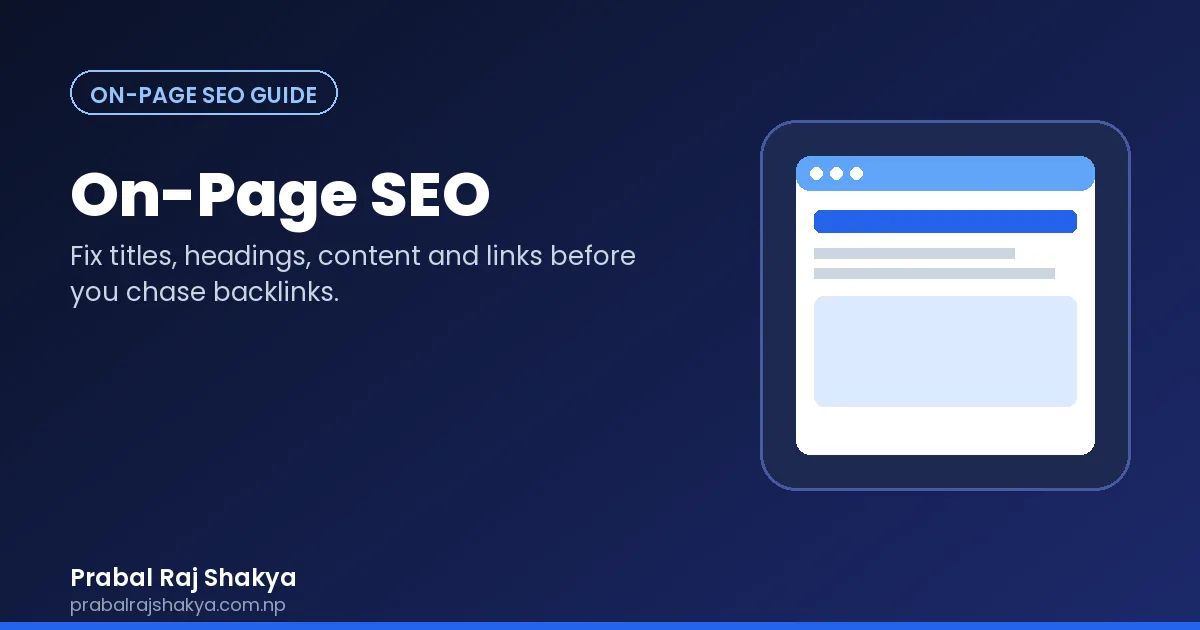 ON-PAGE SEO GUIDE
On-Page SEO
Fix titles, headings, content and links before
you chase backlinks.
Prabal Raj Shakya
prabalrajshakya.com.np